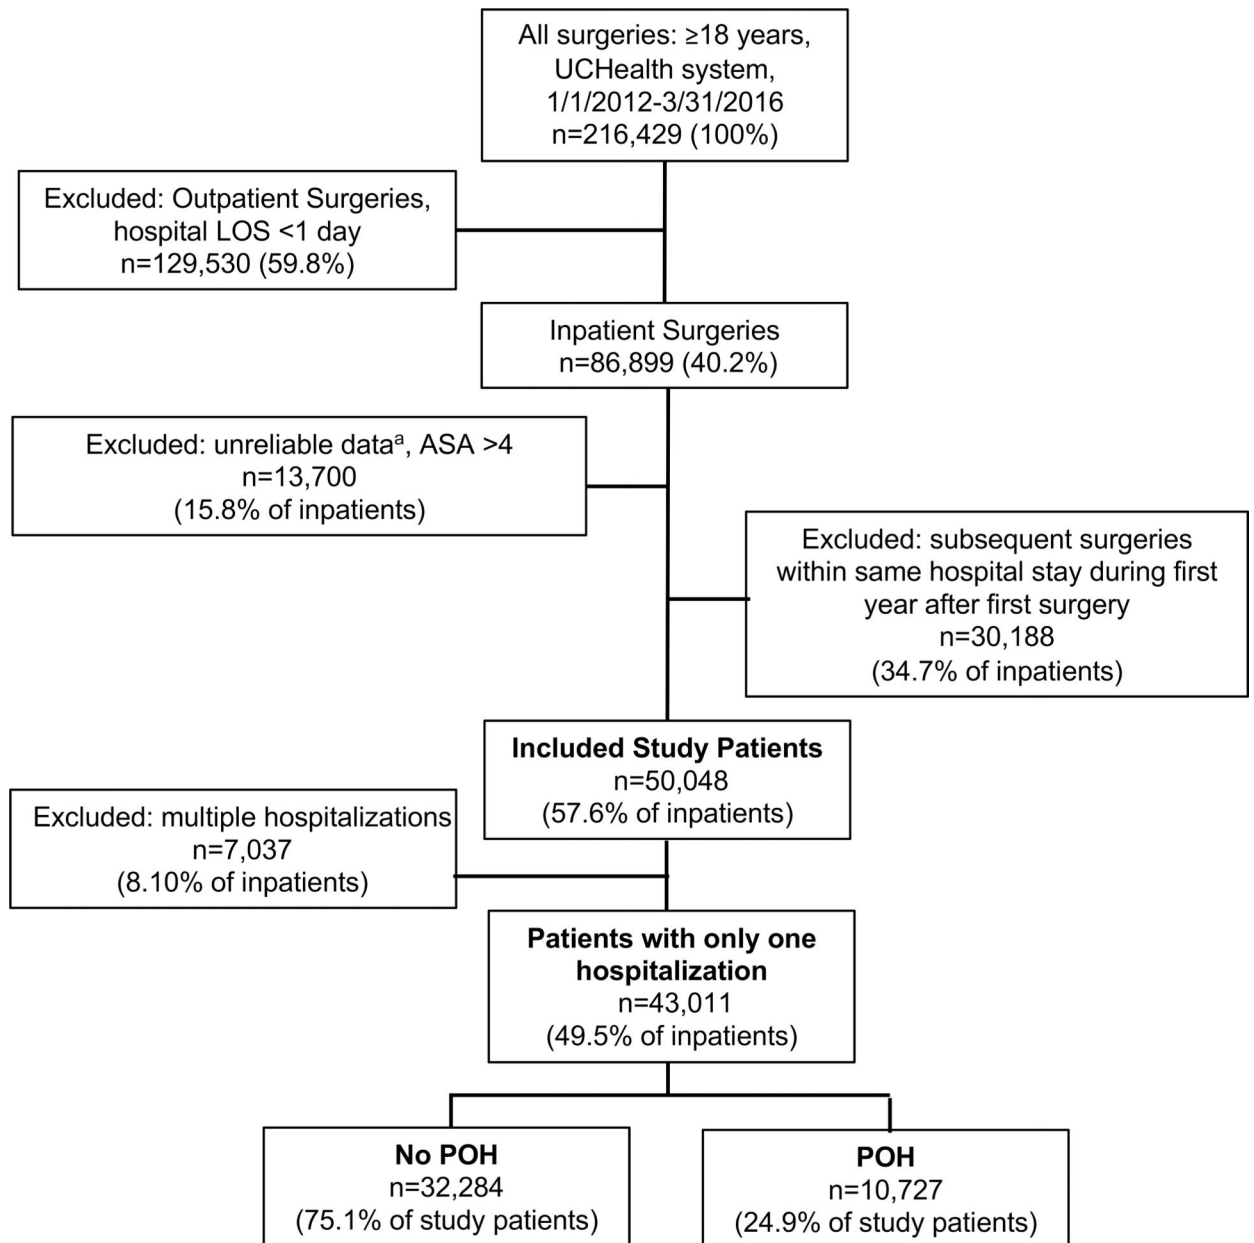 All surgeries: ≥18 years,
UCHealth system,
1/1/2012-3/31/2016
n=216,429 (100%)
Excluded: Outpatient Surgeries,
hospital LOS <1 day
n=129,530 (59.8%)
Inpatient Surgeries
n=86,899 (40.2%)
Excluded: unreliable dataᵃ, ASA >4
n=13,700
(15.8% of inpatients)
Excluded: subsequent surgeries
within same hospital stay during first
year after first surgery
n=30,188
(34.7% of inpatients)
Included Study Patients
n=50,048
(57.6% of inpatients)
Excluded: multiple hospitalizations
n=7,037
(8.10% of inpatients)
Patients with only one
hospitalization
n=43,011
(49.5% of inpatients)
No POH
n=32,284
(75.1% of study patients)
POH
n=10,727
(24.9% of study patients)